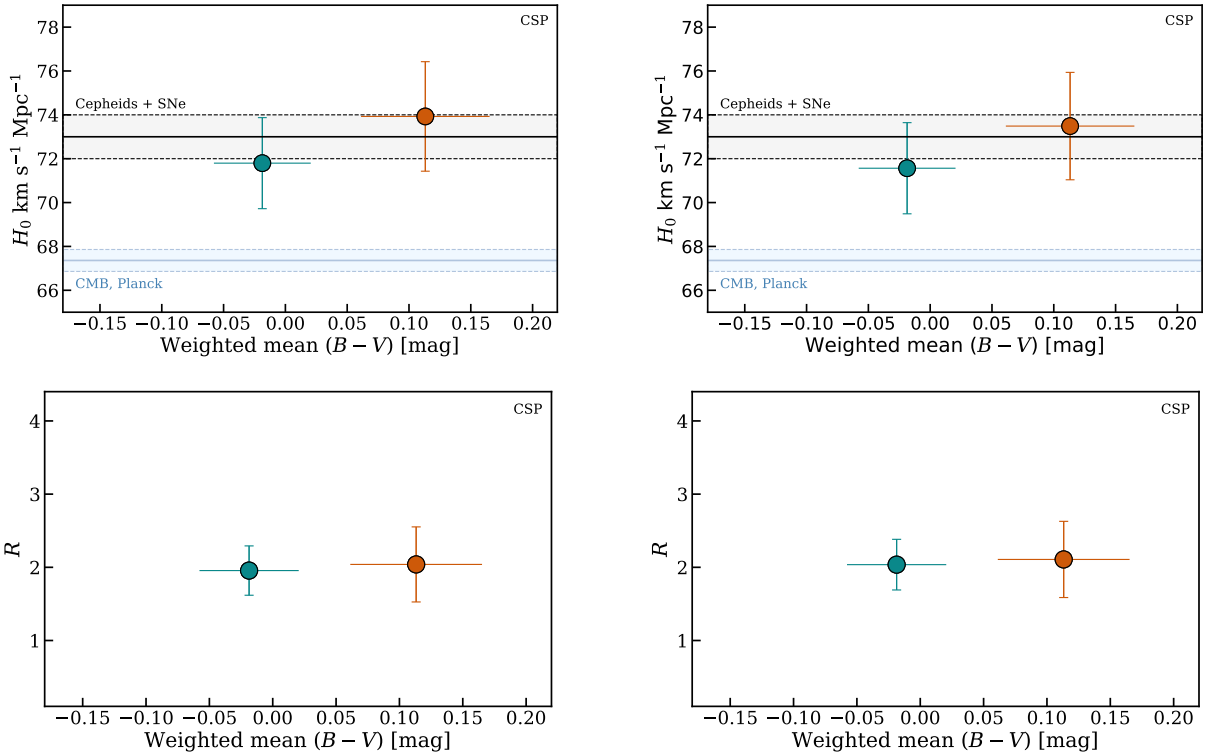 CSP
78
76
74
72
70
68
66
H₀ km s⁻¹ Mpc⁻¹
Cepheids + SNe
CMB, Planck
−0.15 −0.10 −0.05 0.00 0.05 0.10 0.15 0.20
Weighted mean (B − V) [mag]
CSP
78
76
74
72
70
68
66
H₀ km s⁻¹ Mpc⁻¹
Cepheids + SNe
CMB, Planck
−0.15 −0.10 −0.05 0.00 0.05 0.10 0.15 0.20
Weighted mean (B − V) [mag]
CSP
4
3
2
1
R
−0.15 −0.10 −0.05 0.00 0.05 0.10 0.15 0.20
Weighted mean (B − V) [mag]
CSP
4
3
2
1
R
−0.15 −0.10 −0.05 0.00 0.05 0.10 0.15 0.20
Weighted mean (B − V) [mag]